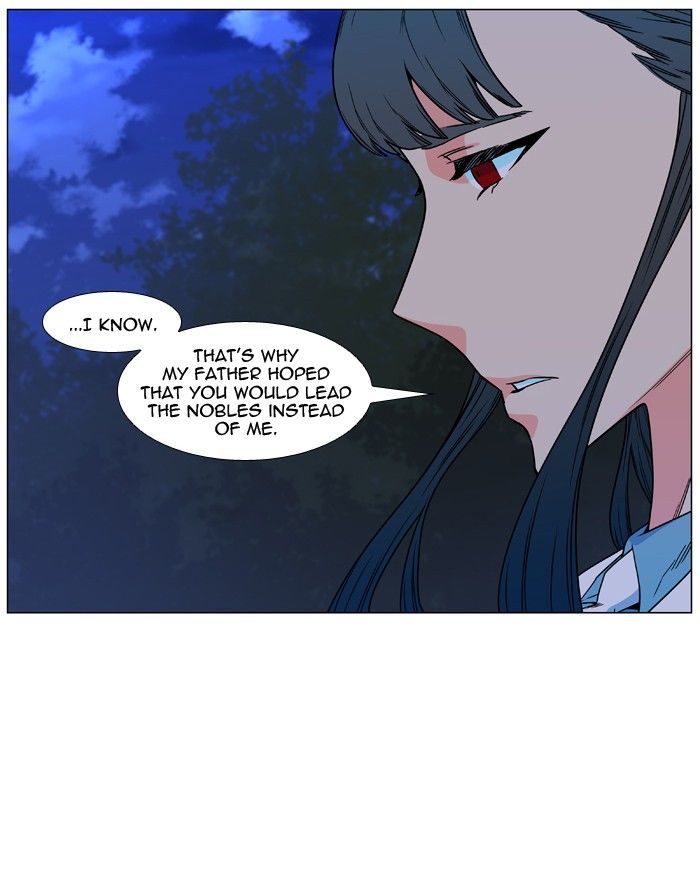 ...I KNOW.
THAT'S WHY
MY FATHER HOPED
THAT YOU WOULD LEAD
THE NOBLES INSTEAD
OF ME.